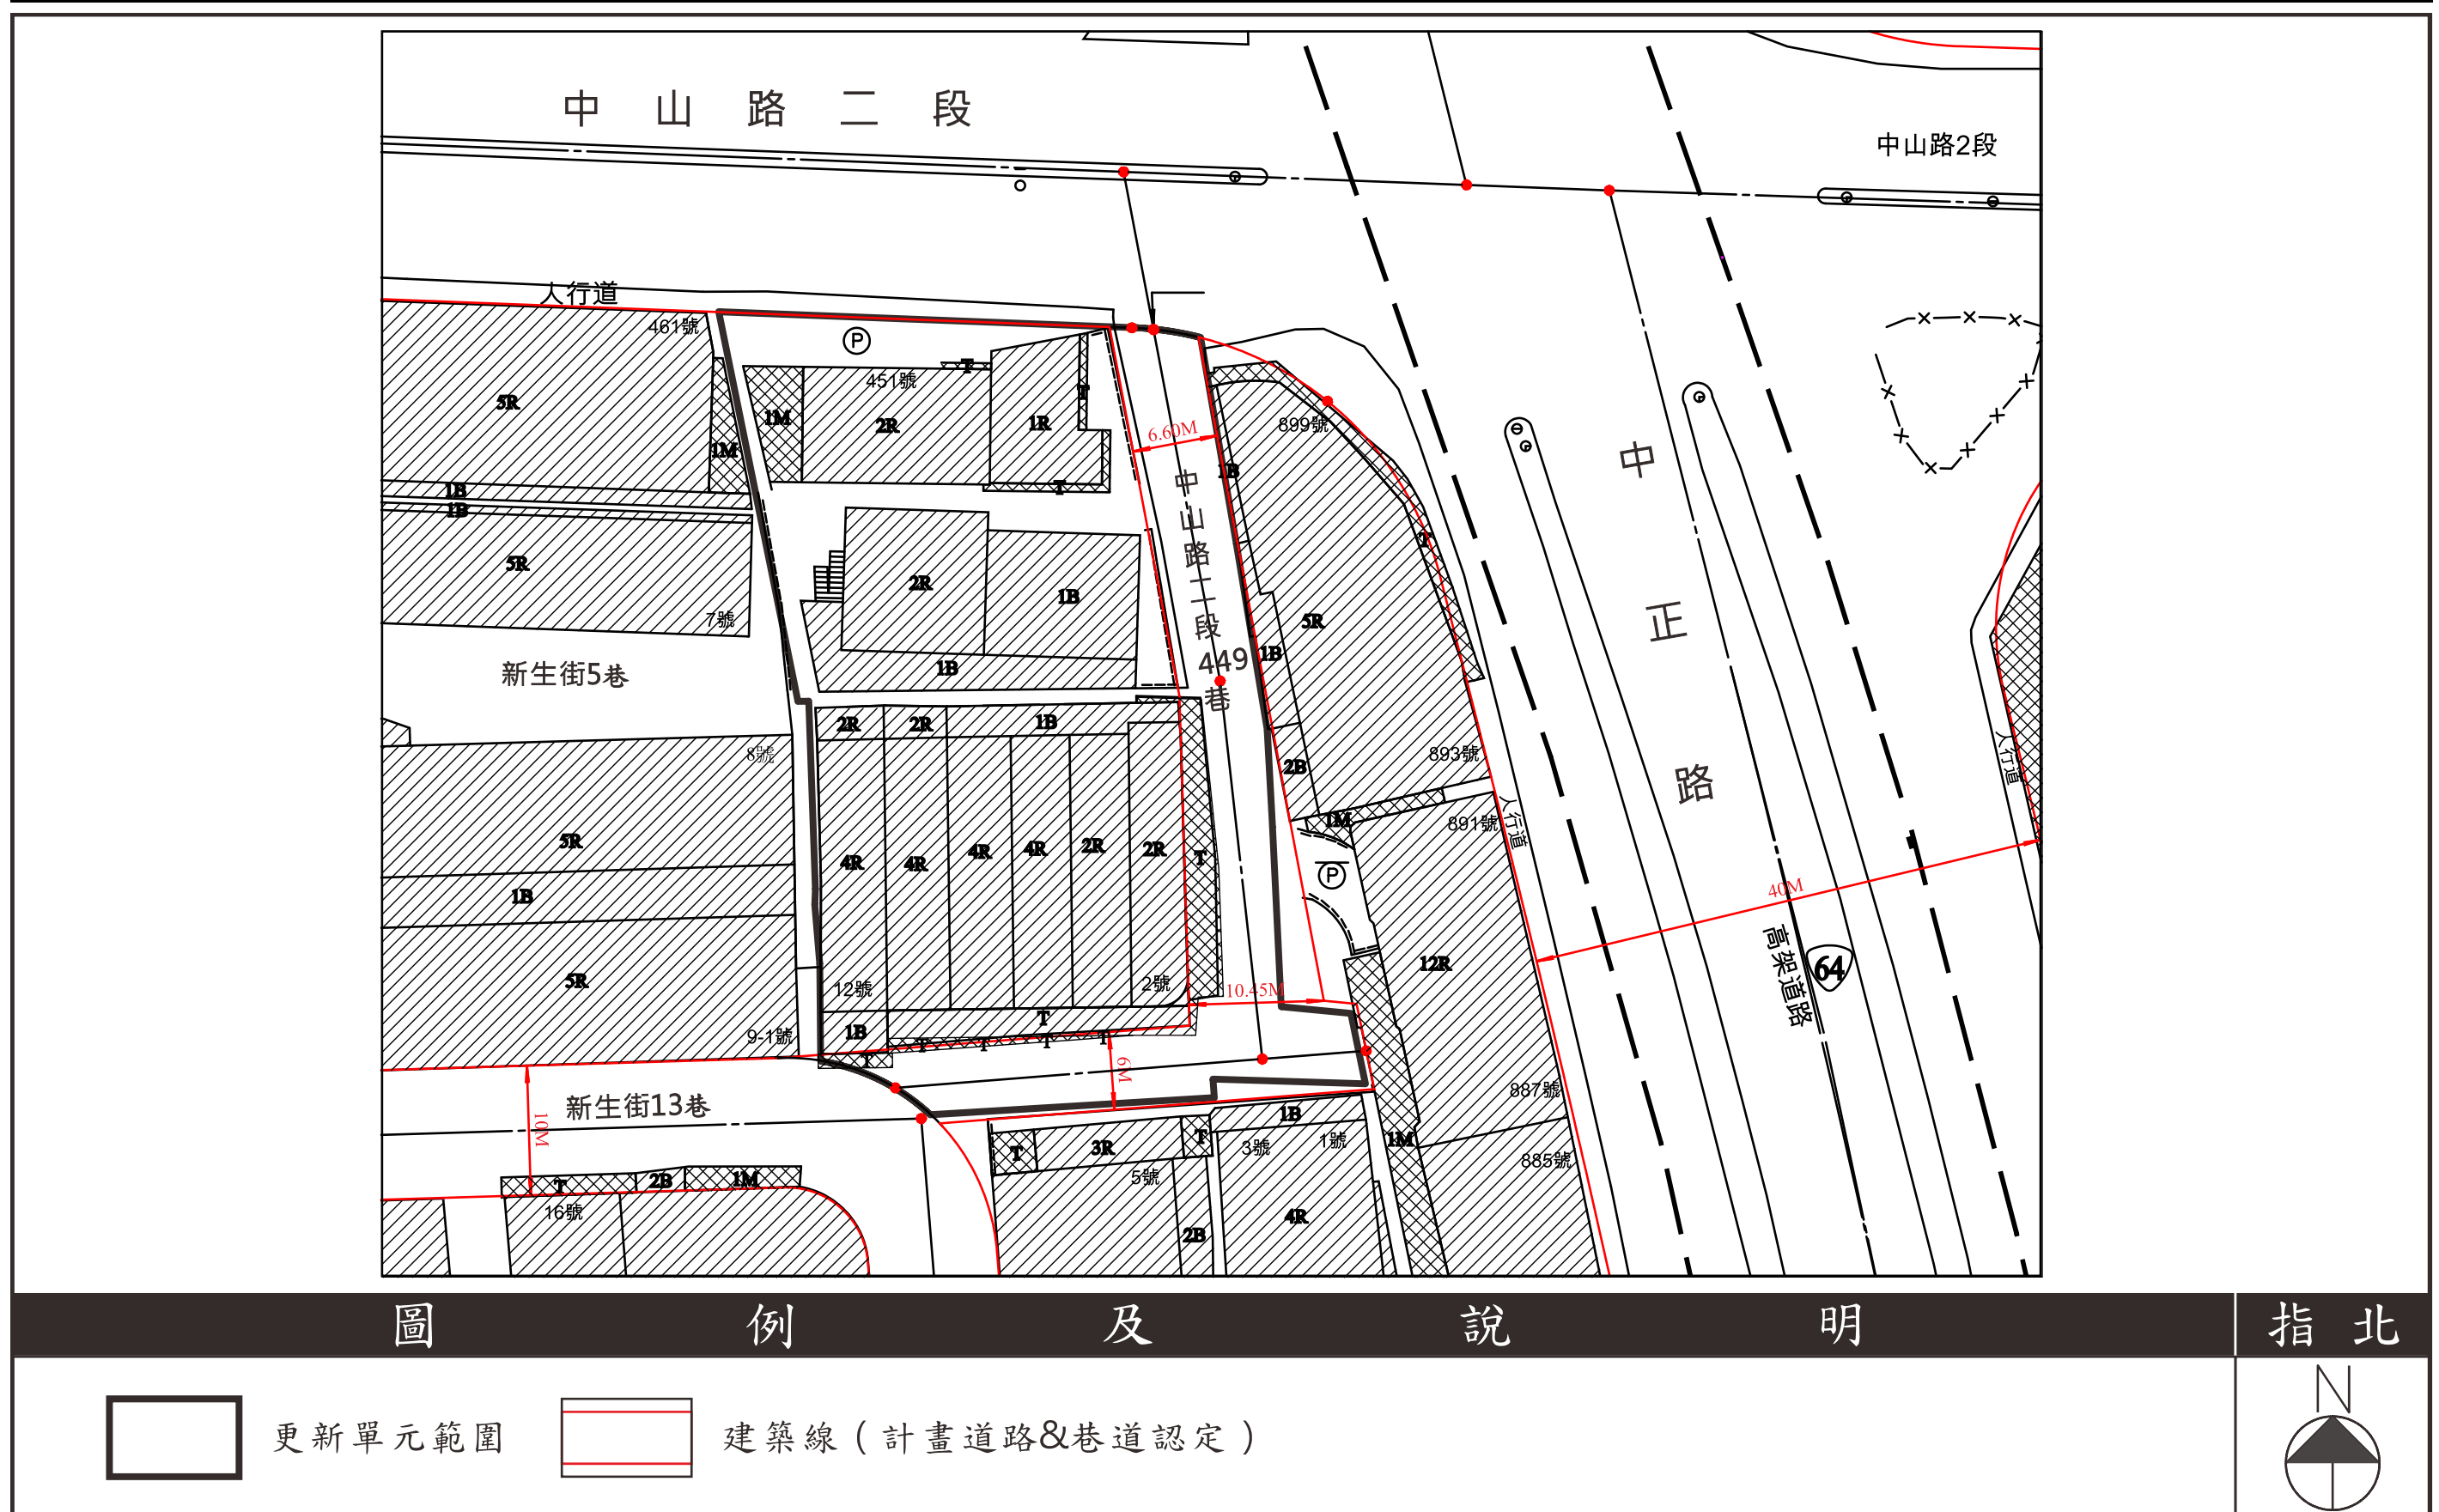 中山路二段
中山路2段
人行道
461號
P
451號
T
5R
1M
2R
1R
T
899號
6.60M
中
1M
1B
T
1B
1B
中山路二段449巷
T
5R
2R
1B
正
5R
7號
1B
1B
新生街5巷
2R
2R
1B
893號
人行道
8號
2B
路
1M
891號
人行道
5R
4R
4R
4R
4R
2R
2R
T
P
40M
1B
高架道路
64
12R
5R
12號
2號
10.45M
9-1號
1B
T
T
T
T
T
T
6M
887號
10M
新生街13巷
1B
T
3R
T
3號
1號
1M
885號
T
2B
1M
5號
16號
2B
4R
圖例及說明
指北
更新單元範圍
建築線(計畫道路&巷道認定)
N